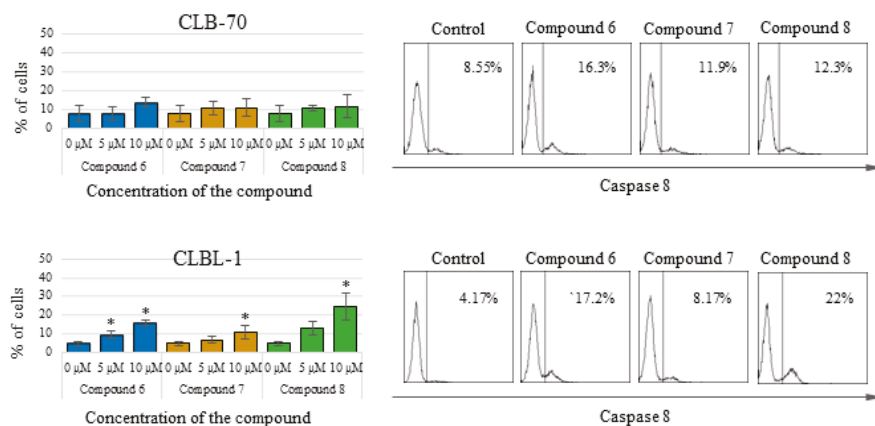 CLB-70
% of cells
50
40
30
20
10
0
0 µM 5 µM 10 µM 0 µM 5 µM 10 µM 0 µM 5 µM 10 µM
Compound 6 Compound 7 Compound 8
Concentration of the compound
Control Compound 6 Compound 7 Compound 8
8.55% 16.3% 11.9% 12.3%
Caspase 8
CLBL-1
% of cells
50
40
30
20
10
0
* * * *
0 µM 5 µM 10 µM 0 µM 5 µM 10 µM 0 µM 5 µM 10 µM
Compound 6 Compound 7 Compound 8
Concentration of the compound
Control Compound 6 Compound 7 Compound 8
4.17% `17.2% 8.17% 22%
Caspase 8